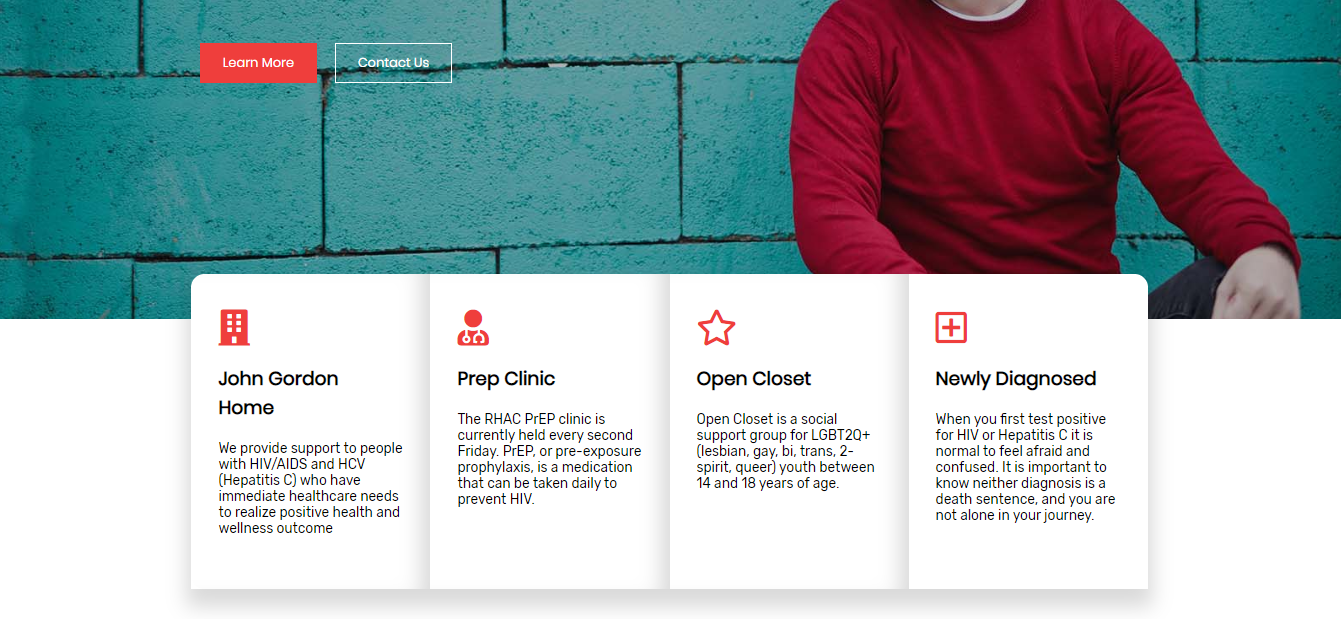 Learn More
Contact Us
John Gordon
Home
We provide support to people
with HIV/AIDS and HCV
(Hepatitis C) who have
immediate healthcare needs
to realize positive health and
wellness outcome
Prep Clinic
The RHAC PrEP clinic is
currently held every second
Friday. PrEP, or pre-exposure
prophylaxis, is a medication
that can be taken daily to
prevent HIV.
Open Closet
Open Closet is a social
support group for LGBT2Q+
(lesbian, gay, bi, trans, 2-
spirit, queer) youth between
14 and 18 years of age.
Newly Diagnosed
When you first test positive
for HIV or Hepatitis C it is
normal to feel afraid and
confused. It is important to
know neither diagnosis is a
death sentence, and you are
not alone in your journey.